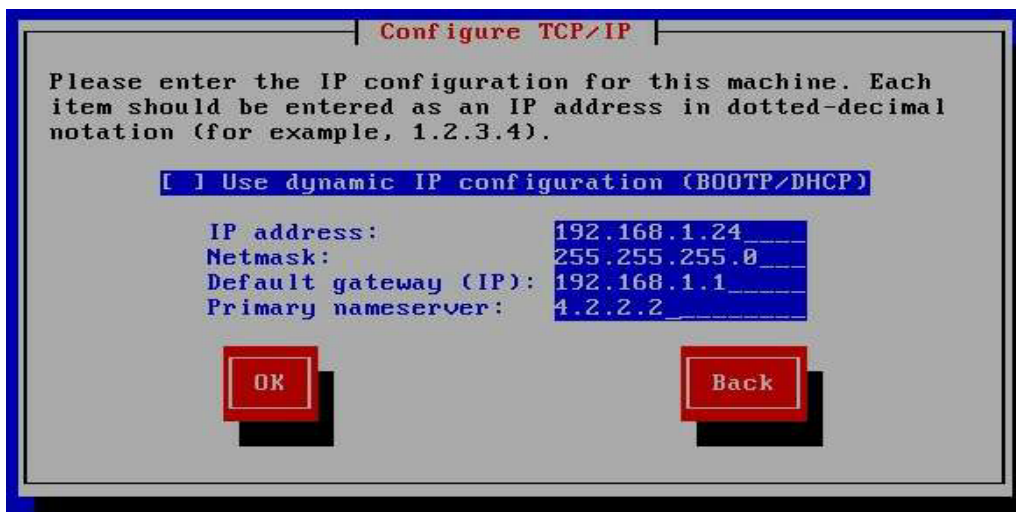 Configure TCP/IP
Please enter the IP configuration for this machine. Each
item should be entered as an IP address in dotted-decimal
notation (for example, 1.2.3.4).
[ ] Use dynamic IP configuration (BOOTP/DHCP)
IP address: 192.168.1.24____
Netmask: 255.255.255.0___
Default gateway (IP): 192.168.1.1_____
Primary nameserver: 4.2.2.2_________
OK Back